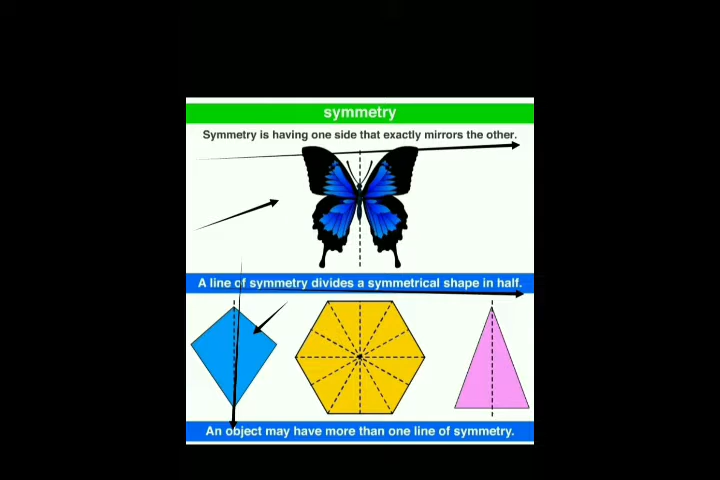 symmetry
Symmetry is having one side that exactly mirrors the other.
A line of symmetry divides a symmetrical shape in half.
An object may have more than one line of symmetry.